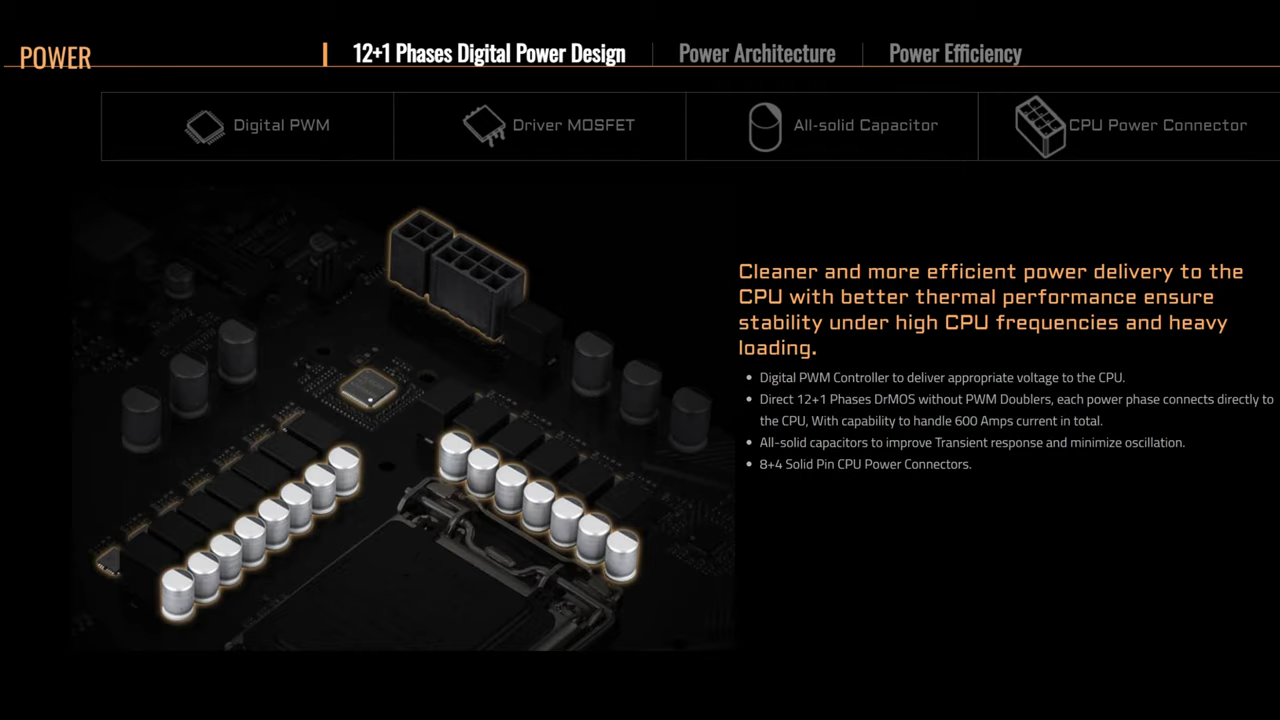 POWER
12+1 Phases Digital Power Design
Power Architecture
Power Efficiency
Digital PWM
Driver MOSFET
All-solid Capacitor
CPU Power Connector
Cleaner and more efficient power delivery to the
CPU with better thermal performance ensure
stability under high CPU frequencies and heavy
loading.
Digital PWM Controller to deliver appropriate voltage to the CPU.
Direct 12+1 Phases DrMOS without PWM Doublers, each power phase connects directly to
the CPU, With capability to handle 600 Amps current in total.
All-solid capacitors to improve Transient response and minimize oscillation.
8+4 Solid Pin CPU Power Connectors.